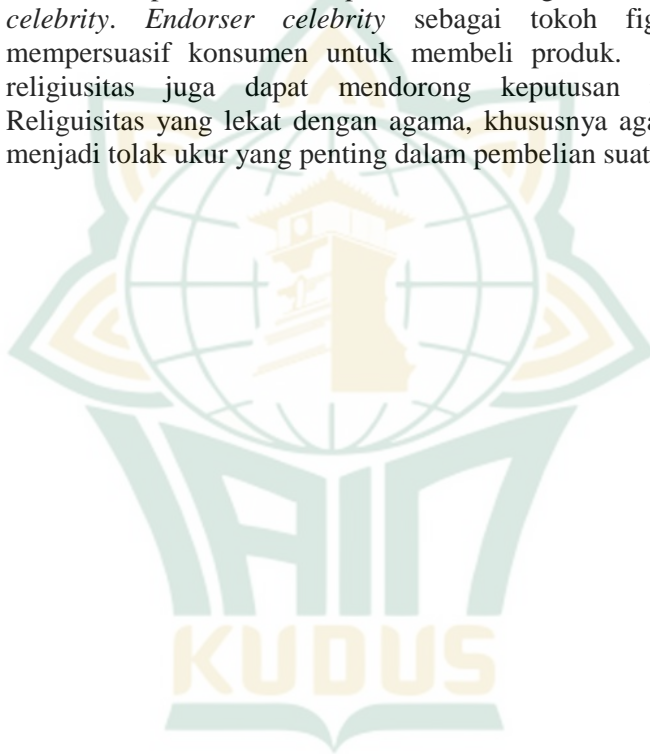 celebrity. Endorser celebrity sebagai tokoh fig
mempersuasif konsumen untuk membeli produk.
religiusitas juga dapat mendorong keputusan
Religuisitas yang lekat dengan agama, khususnya aga
menjadi tolak ukur yang penting dalam pembelian suat
IAIN
KUDUS